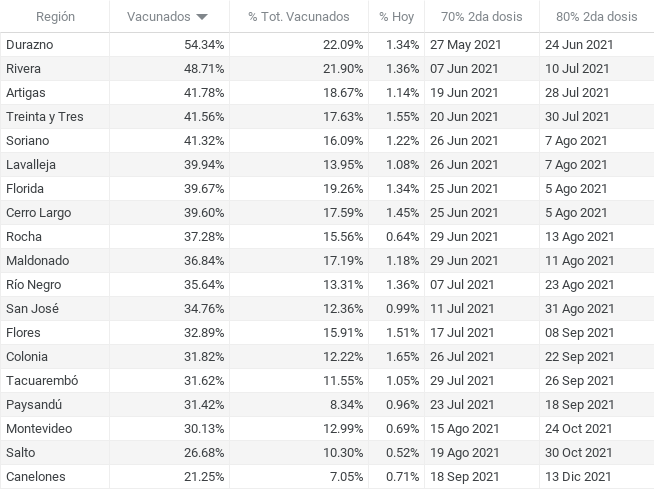 Región Vacunados % Tot. Vacunados % Hoy 70% 2da dosis 80% 2da dosis
Durazno 54.34% 22.09% 1.34% 27 May 2021 24 Jun 2021
Rivera 48.71% 21.90% 1.36% 07 Jun 2021 10 Jul 2021
Artigas 41.78% 18.67% 1.14% 19 Jun 2021 28 Jul 2021
Treinta y Tres 41.56% 17.63% 1.55% 20 Jun 2021 30 Jul 2021
Soriano 41.32% 16.09% 1.22% 26 Jun 2021 7 Ago 2021
Lavalleja 39.94% 13.95% 1.08% 26 Jun 2021 7 Ago 2021
Florida 39.67% 19.26% 1.34% 25 Jun 2021 5 Ago 2021
Cerro Largo 39.60% 17.59% 1.45% 25 Jun 2021 5 Ago 2021
Rocha 37.28% 15.56% 0.64% 29 Jun 2021 13 Ago 2021
Maldonado 36.84% 17.19% 1.18% 29 Jun 2021 11 Ago 2021
Río Negro 35.64% 13.31% 1.36% 07 Jul 2021 23 Ago 2021
San José 34.76% 12.36% 0.99% 11 Jul 2021 31 Ago 2021
Flores 32.89% 15.91% 1.51% 17 Jul 2021 08 Sep 2021
Colonia 31.82% 12.22% 1.65% 26 Jul 2021 22 Sep 2021
Tacuarembó 31.62% 11.55% 1.05% 29 Jul 2021 26 Sep 2021
Paysandú 31.42% 8.34% 0.96% 23 Jul 2021 18 Sep 2021
Montevideo 30.13% 12.99% 0.69% 15 Ago 2021 24 Oct 2021
Salto 26.68% 10.30% 0.52% 19 Ago 2021 30 Oct 2021
Canelones 21.25% 7.05% 0.71% 18 Sep 2021 13 Dic 2021